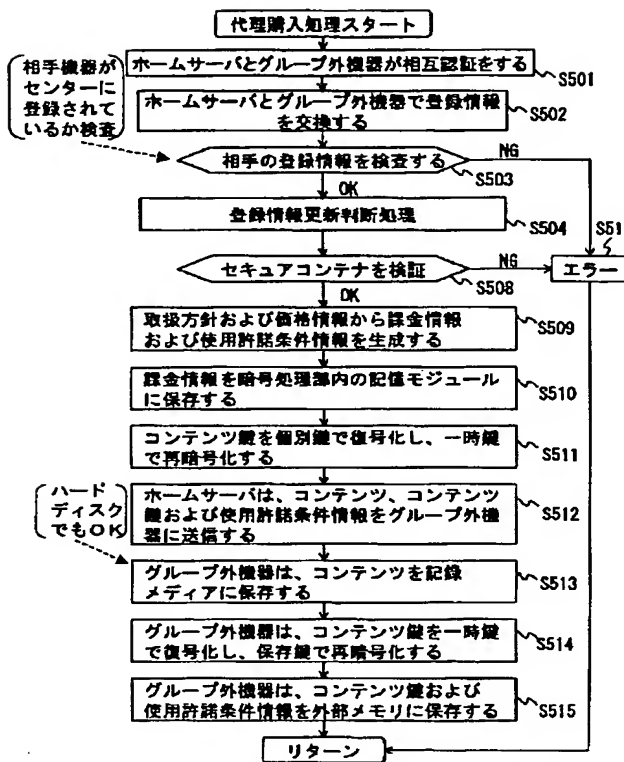 代理購入処理スタート
相手機器が
センターに
登録されて
いるか検査
ホームサーバとグループ外機器が相互認証をする
S501
ホームサーバとグループ外機器で登録情報
を交換する
S502
相手の登録情報を検査する
NG
S503
OK
登録情報更新判断処理
S504
S51
セキュアコンテナを検証
NG
エラー
S508
OK
取扱方針および価格情報から課金情報
および使用許諾条件情報を生成する
S509
課金情報を暗号処理部内の記憶モジュール
に保存する
S510
コンテンツ鍵を個別鍵で復号化し、一時鍵
で再暗号化する
S511
ハード
ディスク
でもOK
ホームサーバは、コンテンツ、コンテンツ
鍵および使用許諾条件情報をグループ外機
器に送信する
S512
グループ外機器は、コンテンツを記録
メディアに保存する
S513
グループ外機器は、コンテンツ鍵を一時鍵
で復号化し、保存鍵で再暗号化する
S514
グループ外機器は、コンテンツ鍵および
使用許諾条件情報を外部メモリに保存する
S515
リターン